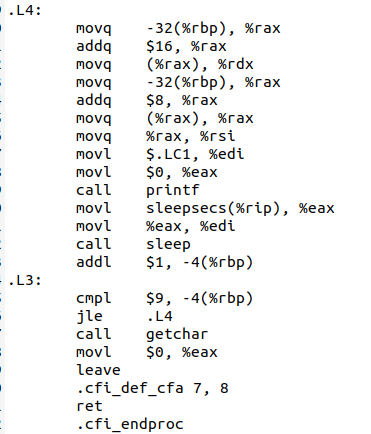 .L4:
movq -32(%rbp), %rax
addq $16, %rax
movq (%rax), %rdx
movq -32(%rbp), %rax
addq $8, %rax
movq (%rax), %rax
movq %rax, %rsi
movl $.LC1, %edi
movl $0, %eax
call printf
movl sleepsecs(%rip), %eax
movl %eax, %edi
call sleep
addl $1, -4(%rbp)
.L3:
cmpl $9, -4(%rbp)
jle .L4
call getchar
movl $0, %eax
leave
.cfi_def_cfa 7, 8
ret
.cfi_endproc